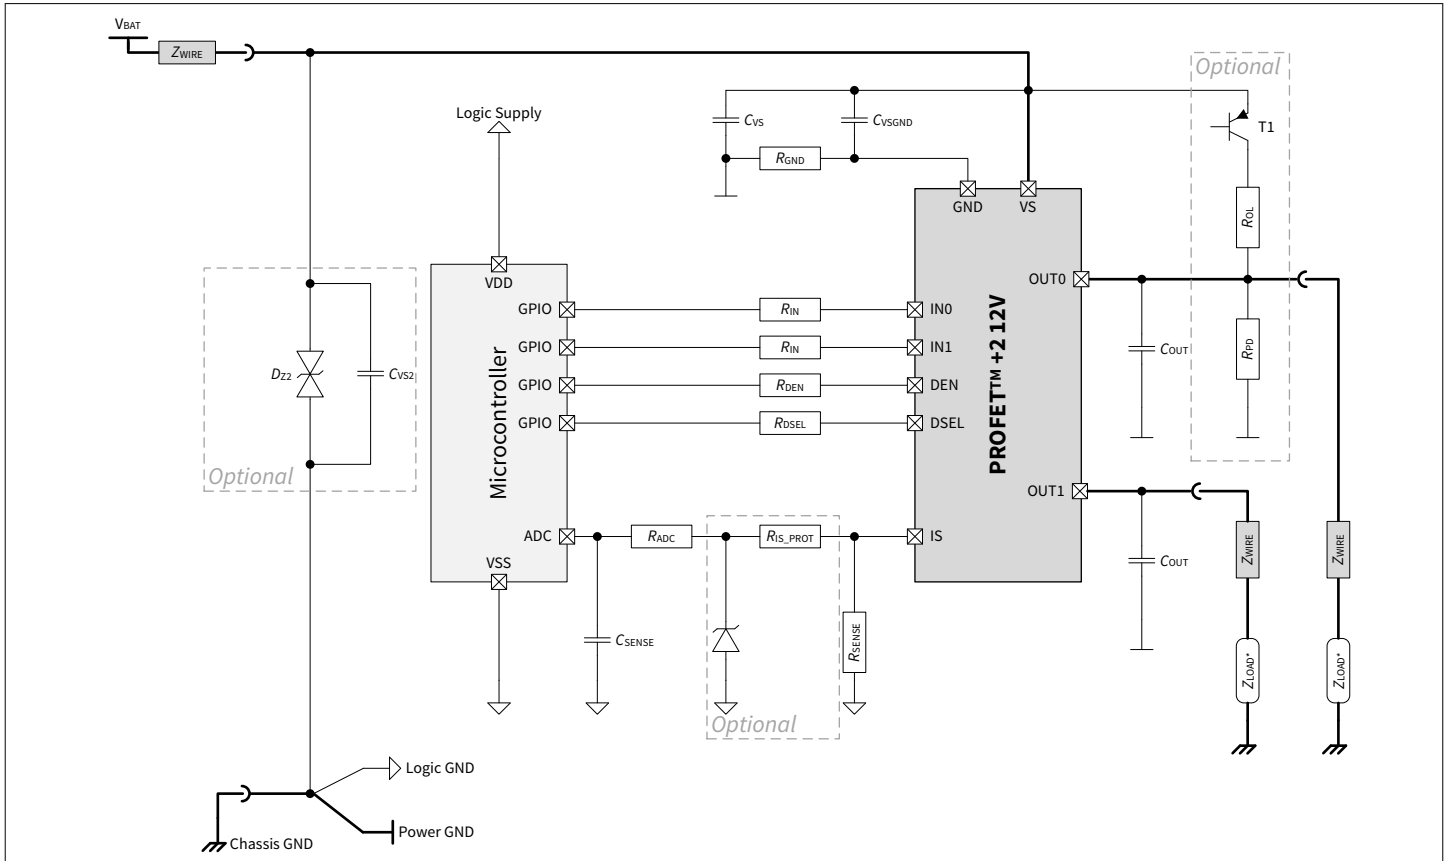 VBAT
ZWIRE
Optional
Logic Supply
CVS
CVSGND
T1
RGND
GND
VS
ROL
VDD
OUT0
GPIO
RIN
IN0
GPIO
RIN
IN1
DZ2
CVS2
Microcontroller
PROFET™ +2 12V
COUT
RPD
GPIO
RDEN
DEN
GPIO
RDSEL
DSEL
Optional
OUT1
ADC
RADC
RIS_PROT
IS
VSS
COUT
ZWIRE
ZWIRE
CSENSE
RSENSE
ZLOAD*
ZLOAD*
Optional
Logic GND
Power GND
Chassis GND